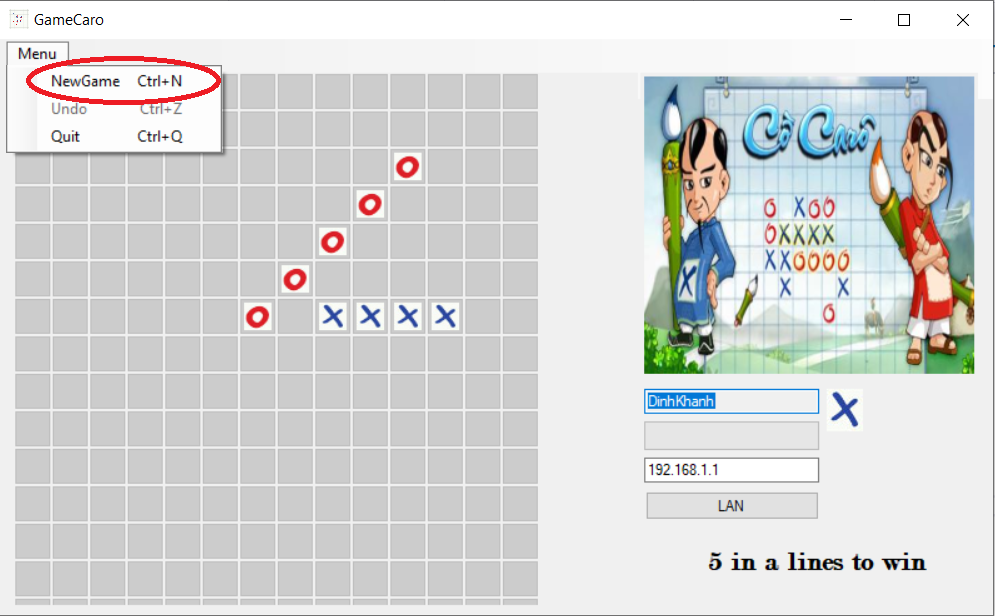 GameCaro
Menu
NewGame Ctrl+N
Undo Ctrl+Z
Quit Ctrl+Q
Cờ Carô
O X O O
O X X X X
X X O O O O
X X
O
X
O
O
O
O
O X X X X
DinhKhanh
X
192.168.1.1
LAN
5 in a lines to win